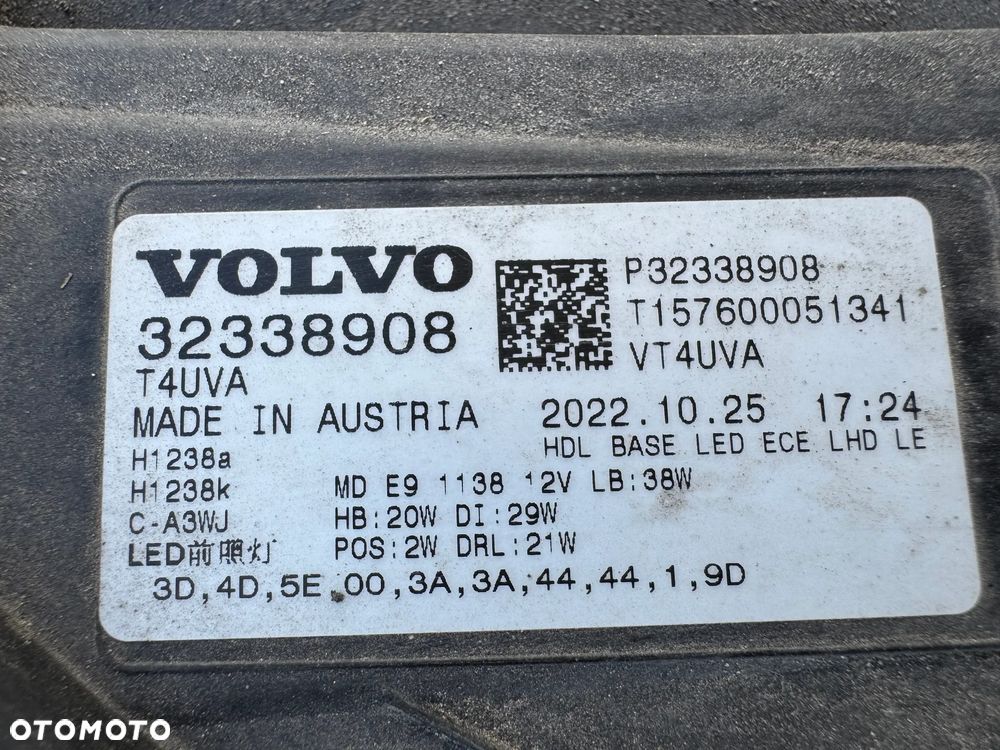 VOLVO
32338908
T4UVA
P32338908
T157600051341
VT4UVA
MADE IN AUSTRIA
2022.10.25 17:24
HDL BASE LED ECE LHD LE
H1238a
H1238k
C-A3WJ
LED前照灯
MD E9 1138 12V LB:38W
HB:20W DI:29W
POS:2W DRL:21W
3D,4D,5E,00,3A,3A,44,44,1,9D
OTOMOTO
OTOMOTO